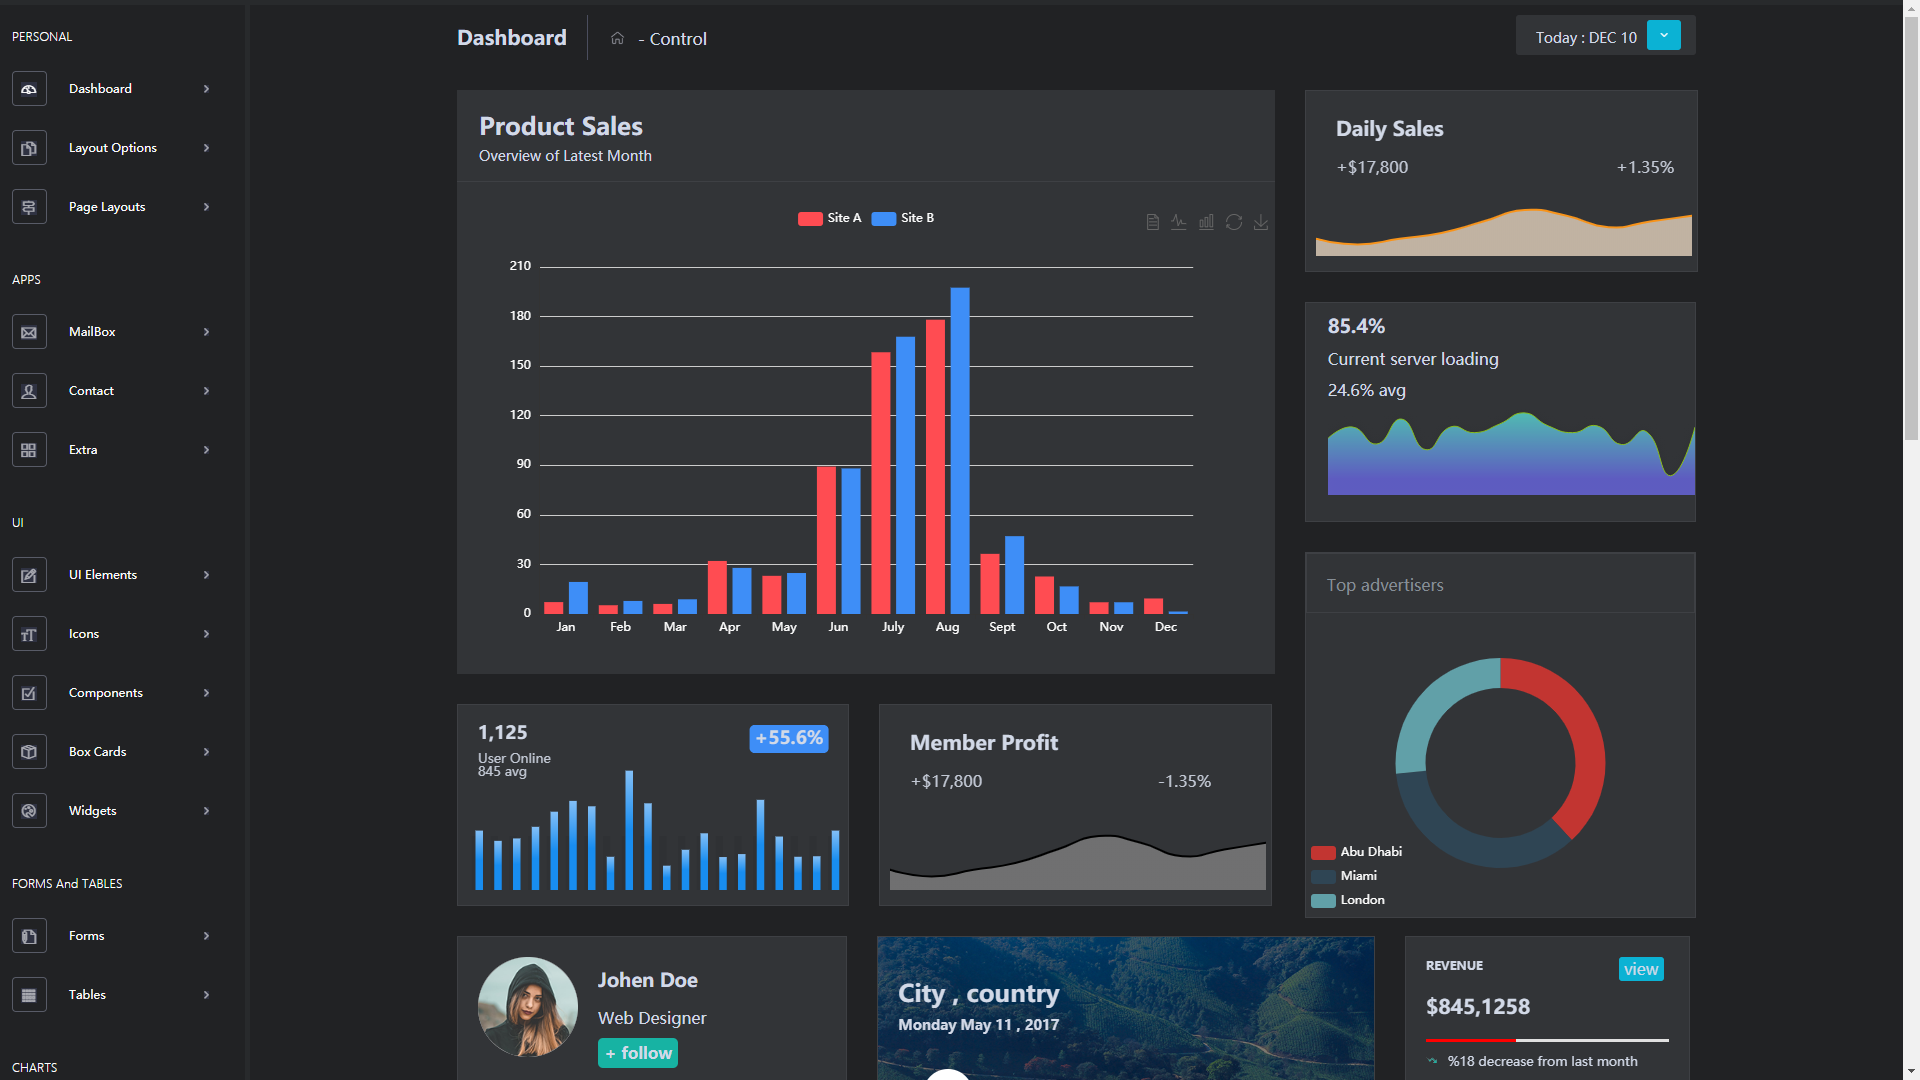 PERSONAL
Dashboard
Layout Options
Page Layouts
APPS
MailBox
Contact
Extra
UI
UI Elements
Icons
Components
Box Cards
Widgets
FORMS And TABLES
Forms
Tables
CHARTS
Dashboard - Control
Today : DEC 10
Product Sales
Overview of Latest Month
Site A Site B
210
180
150
120
90
60
30
0
Jan Feb Mar Apr May Jun July Aug Sept Oct Nov Dec
Daily Sales
+$17,800 +1.35%
85.4%
Current server loading
24.6% avg
Top advertisers
Abu Dhabi
Miami
London
1,125
+55.6%
User Online
845 avg
Member Profit
+$17,800 -1.35%
Johen Doe
Web Designer
+ follow
City , country
Monday May 11 , 2017
REVENUE
view
$845,1258
%18 decrease from last month